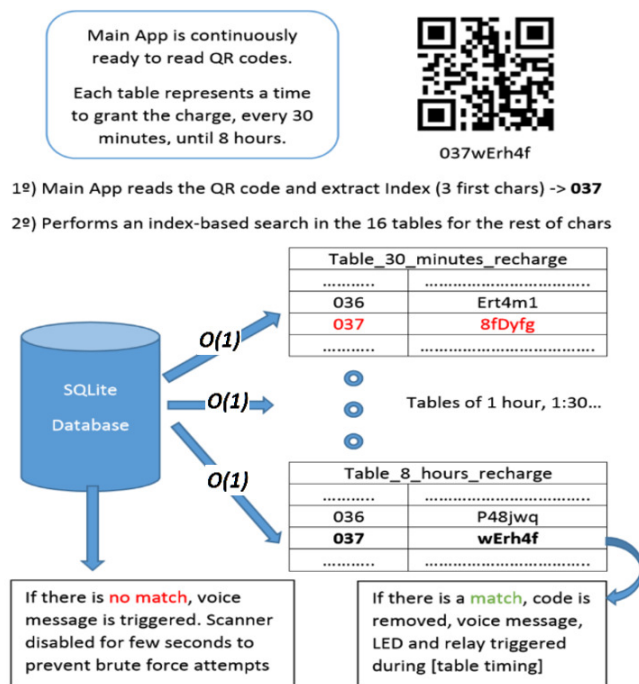 Main App is continuously
ready to read QR codes.
Each table represents a time
to grant the charge, every 30
minutes, until 8 hours.
037wErh4f
1º) Main App reads the QR code and extract Index (3 first chars) -> 037
2º) Performs an index-based search in the 16 tables for the rest of chars
Table_30_minutes_recharge
........... ..................................
036 Ert4m1
037 8fDyfg
........... ..................................
O(1)
SQLite
Database
O(1)
Tables of 1 hour, 1:30...
O(1)
Table_8_hours_recharge
........... ..................................
036 P48jwq
037 wErh4f
........... ..................................
If there is no match, voice
message is triggered. Scanner
disabled for few seconds to
prevent brute force attempts
If there is a match, code is
removed, voice message,
LED and relay triggered
during [table timing]